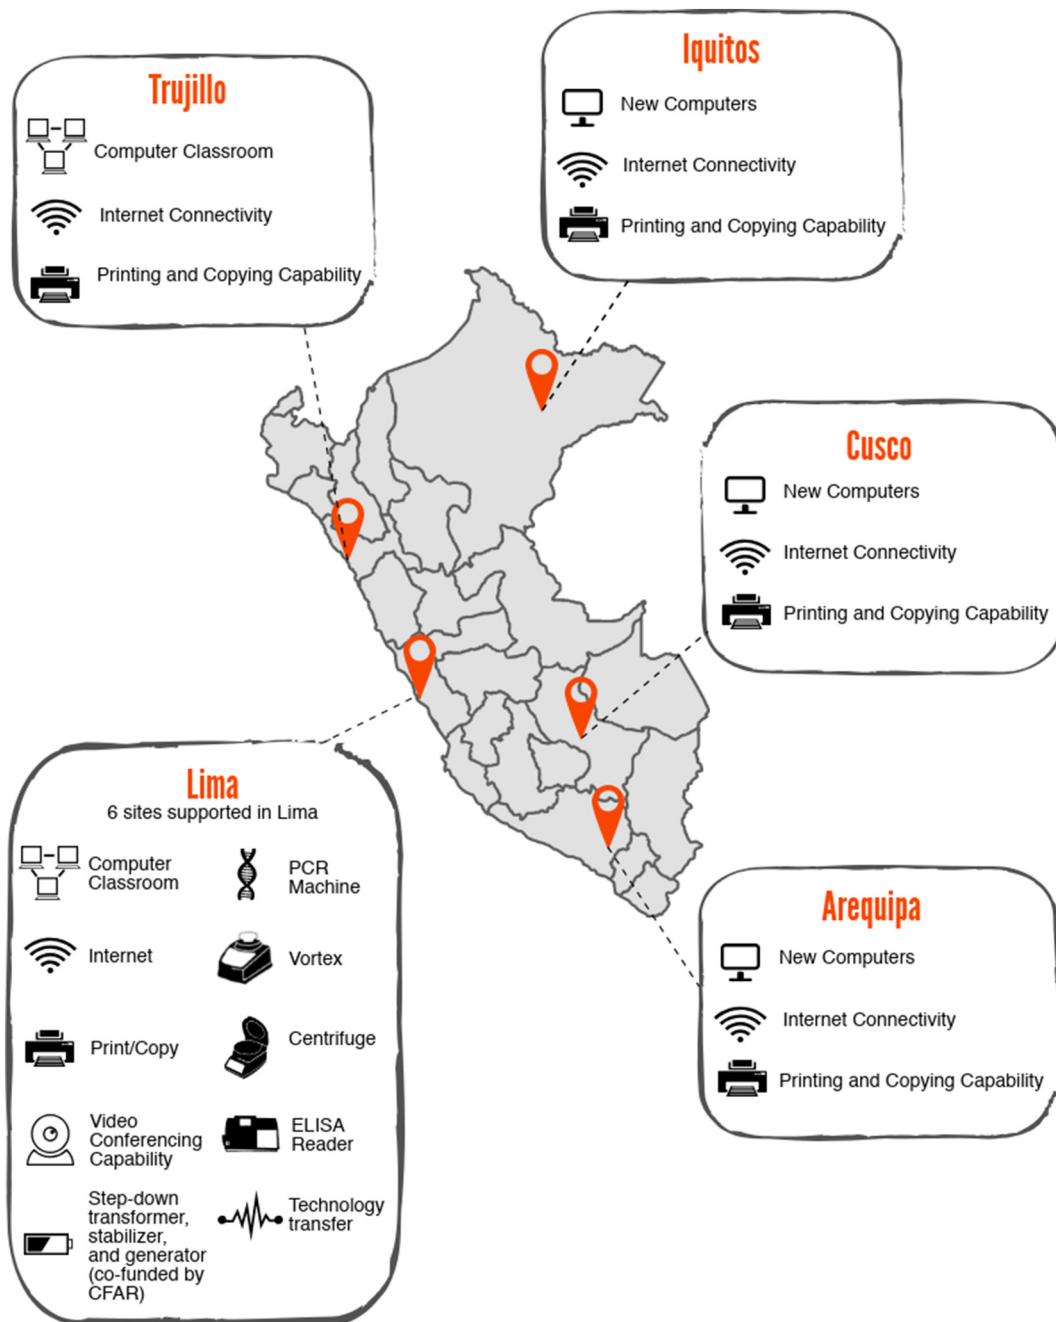 Trujillo
Computer Classroom
Internet Connectivity
Printing and Copying Capability
Iquitos
New Computers
Internet Connectivity
Printing and Copying Capability
Cusco
New Computers
Internet Connectivity
Printing and Copying Capability
Lima
6 sites supported in Lima
Computer
Classroom
Internet
Print/Copy
Video
Conferencing
Capability
Step-down
transformer,
stabilizer,
and generator
(co-funded by
CFAR)
PCR
Machine
Vortex
Centrifuge
ELISA
Reader
Technology
transfer
Arequipa
New Computers
Internet Connectivity
Printing and Copying Capability